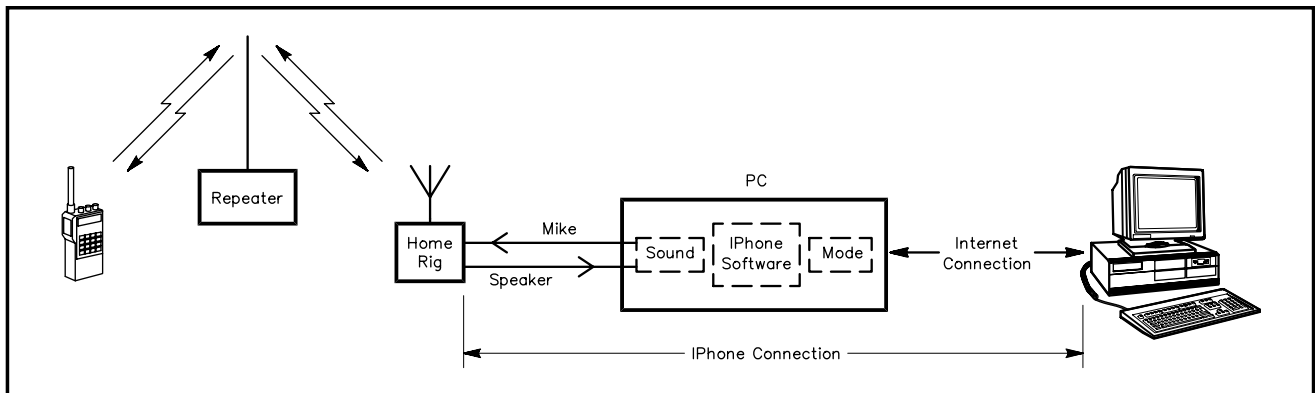 Repeater
Home
Rig
Mike
Speaker
PC
Sound
IPhone
Software
Mode
Internet
Connection
IPhone Connection